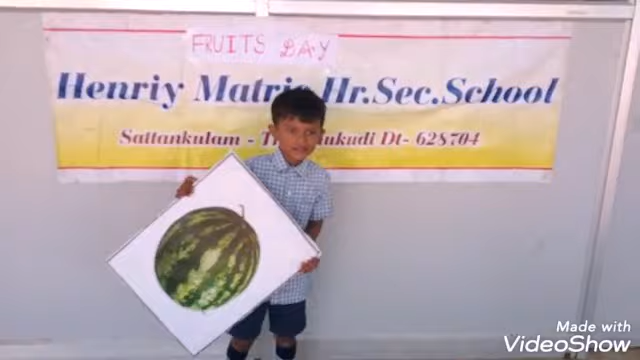 FRUITS DAY
Henriy Matric Hr.Sec.School
Sattankulam - Dt- 628704
Made with
VideoShow